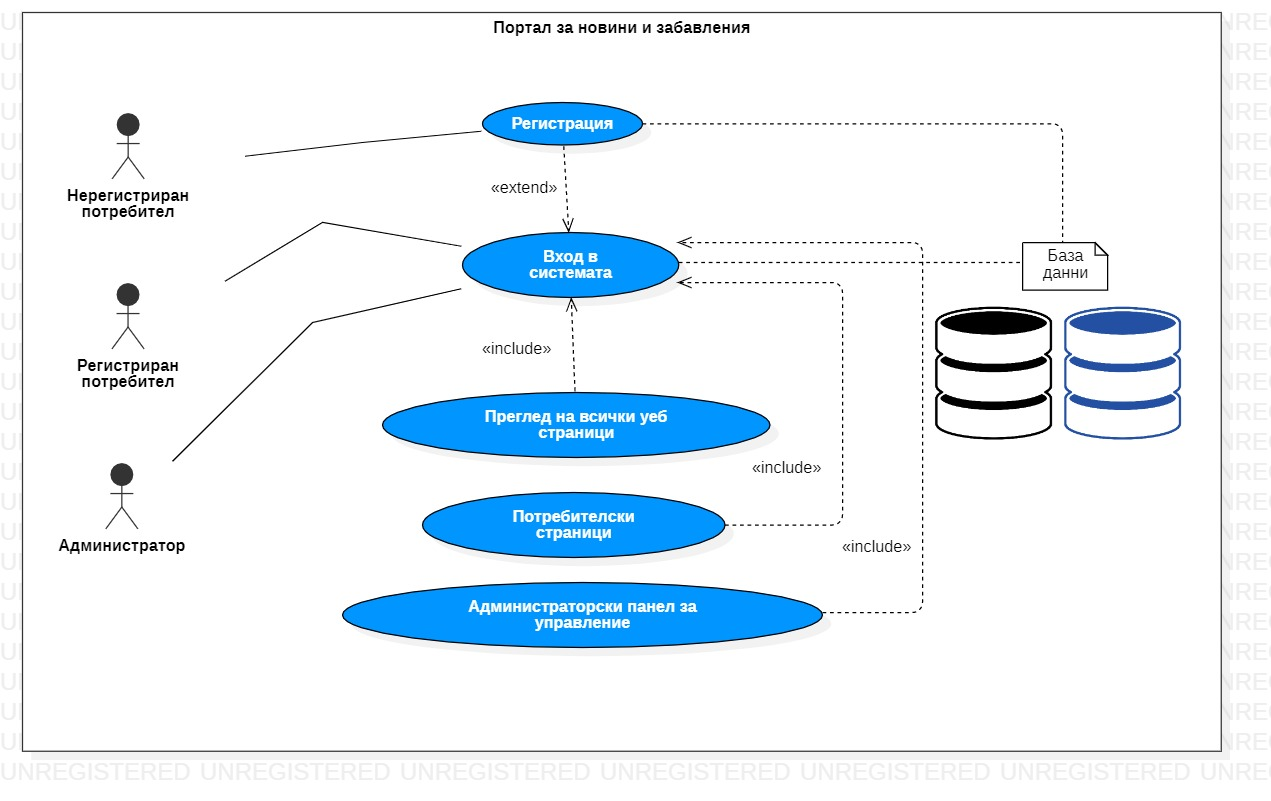 Портал за новини и забавления
Регистрация
Нерегистриран
потребител
«extend»
Вход в
системата
База
данни
Регистриран
потребител
«include»
Преглед на всички уеб
страници
«include»
Потребителски
страници
Администратор
«include»
Администраторски панел за
управление
UNREGISTERED UNREGISTERED UNREGISTERED UNREGISTERED UNREGISTERED UNREGISTERED